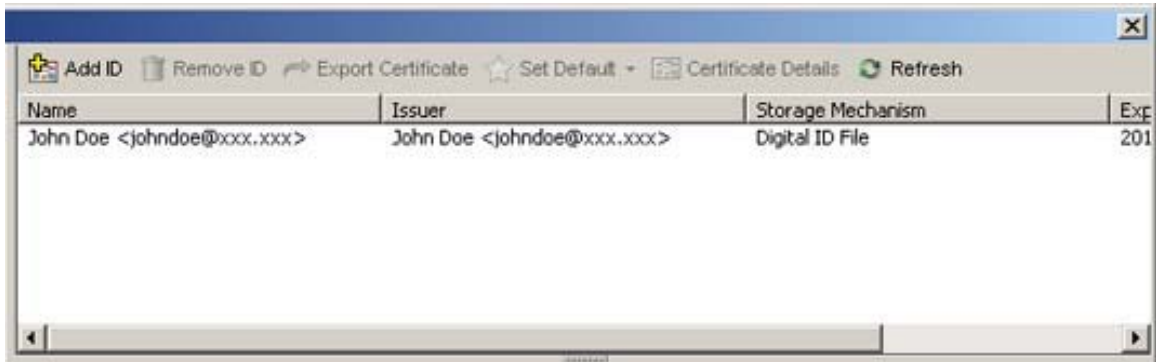 Add ID Remove ID Export Certificate Set Default Certificate Details Refresh
Name Issuer Storage Mechanism Exp
John Doe <johndoe@xxx.xxx> John Doe <johndoe@xxx.xxx> Digital ID File 201